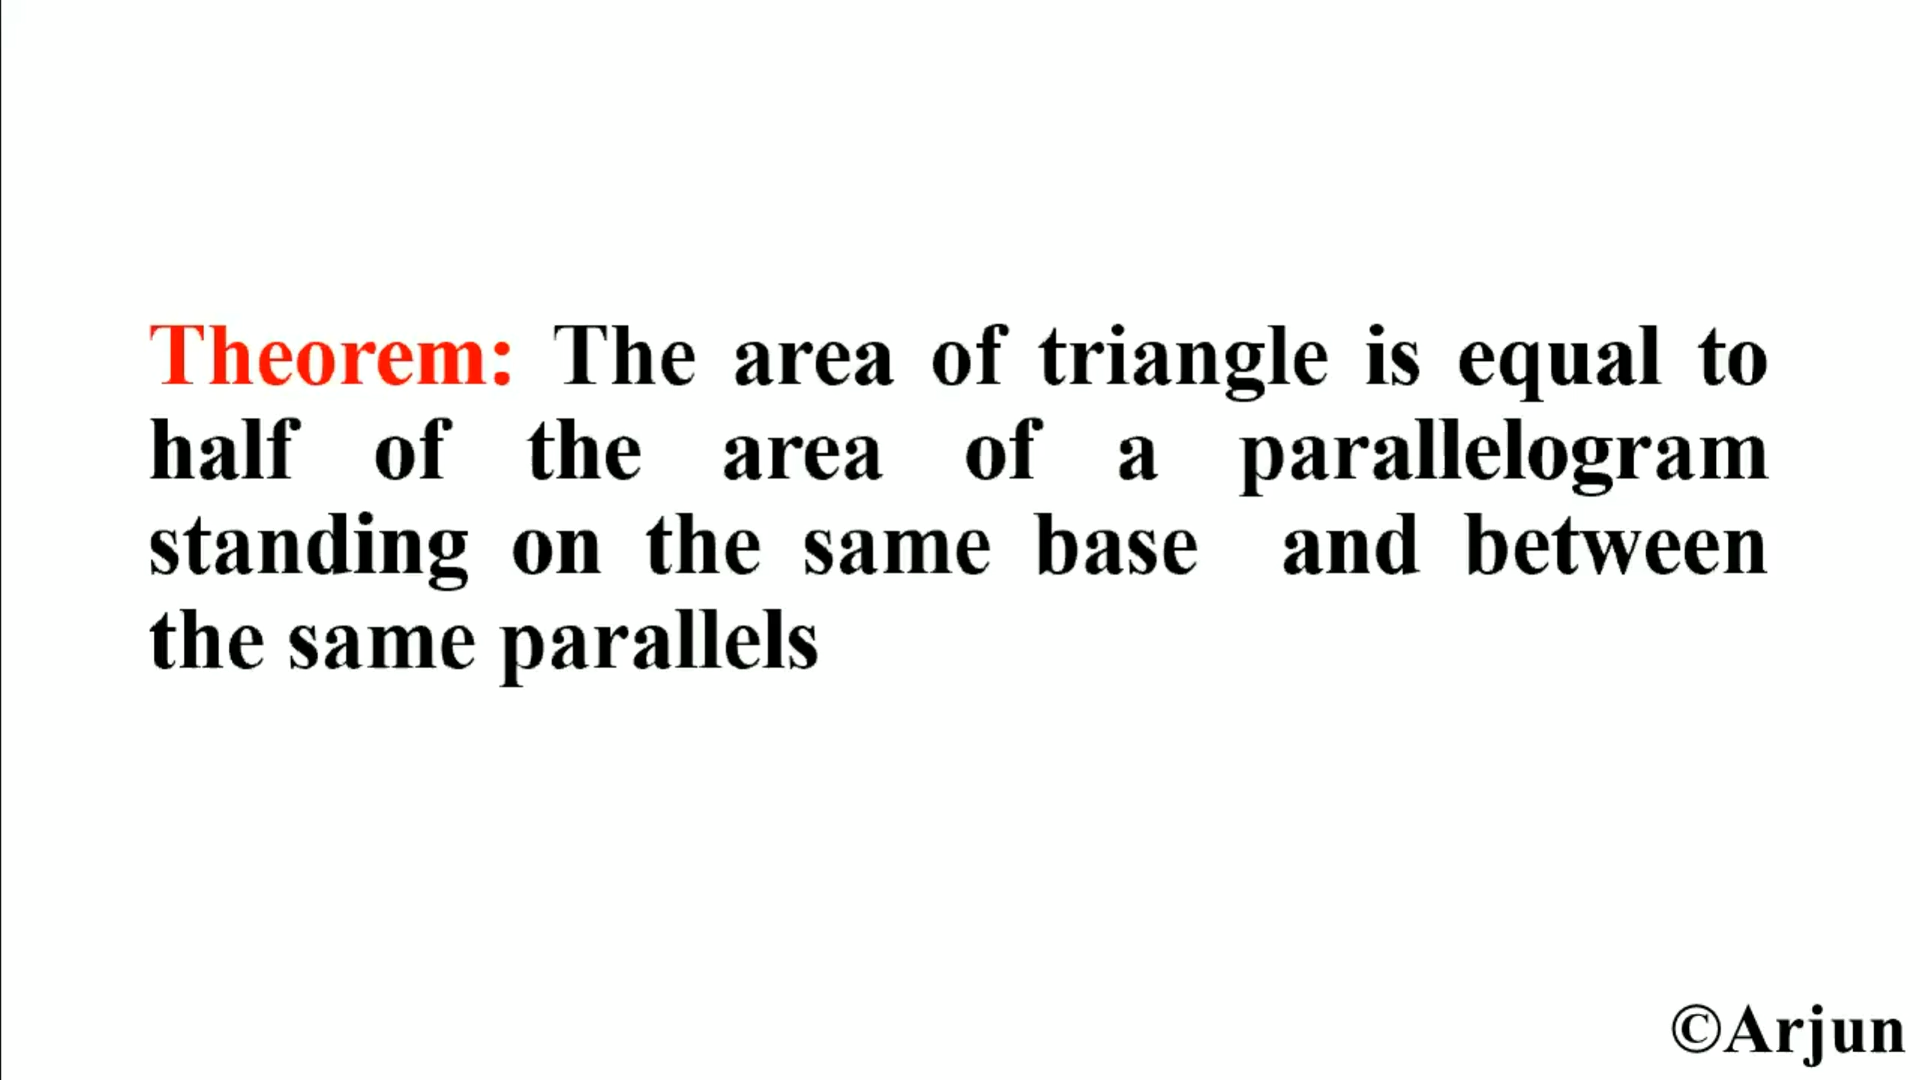 Theorem: The area of triangle is equal to
half of the area of a parallelogram
standing on the same base and between
the same parallels
©Arjun